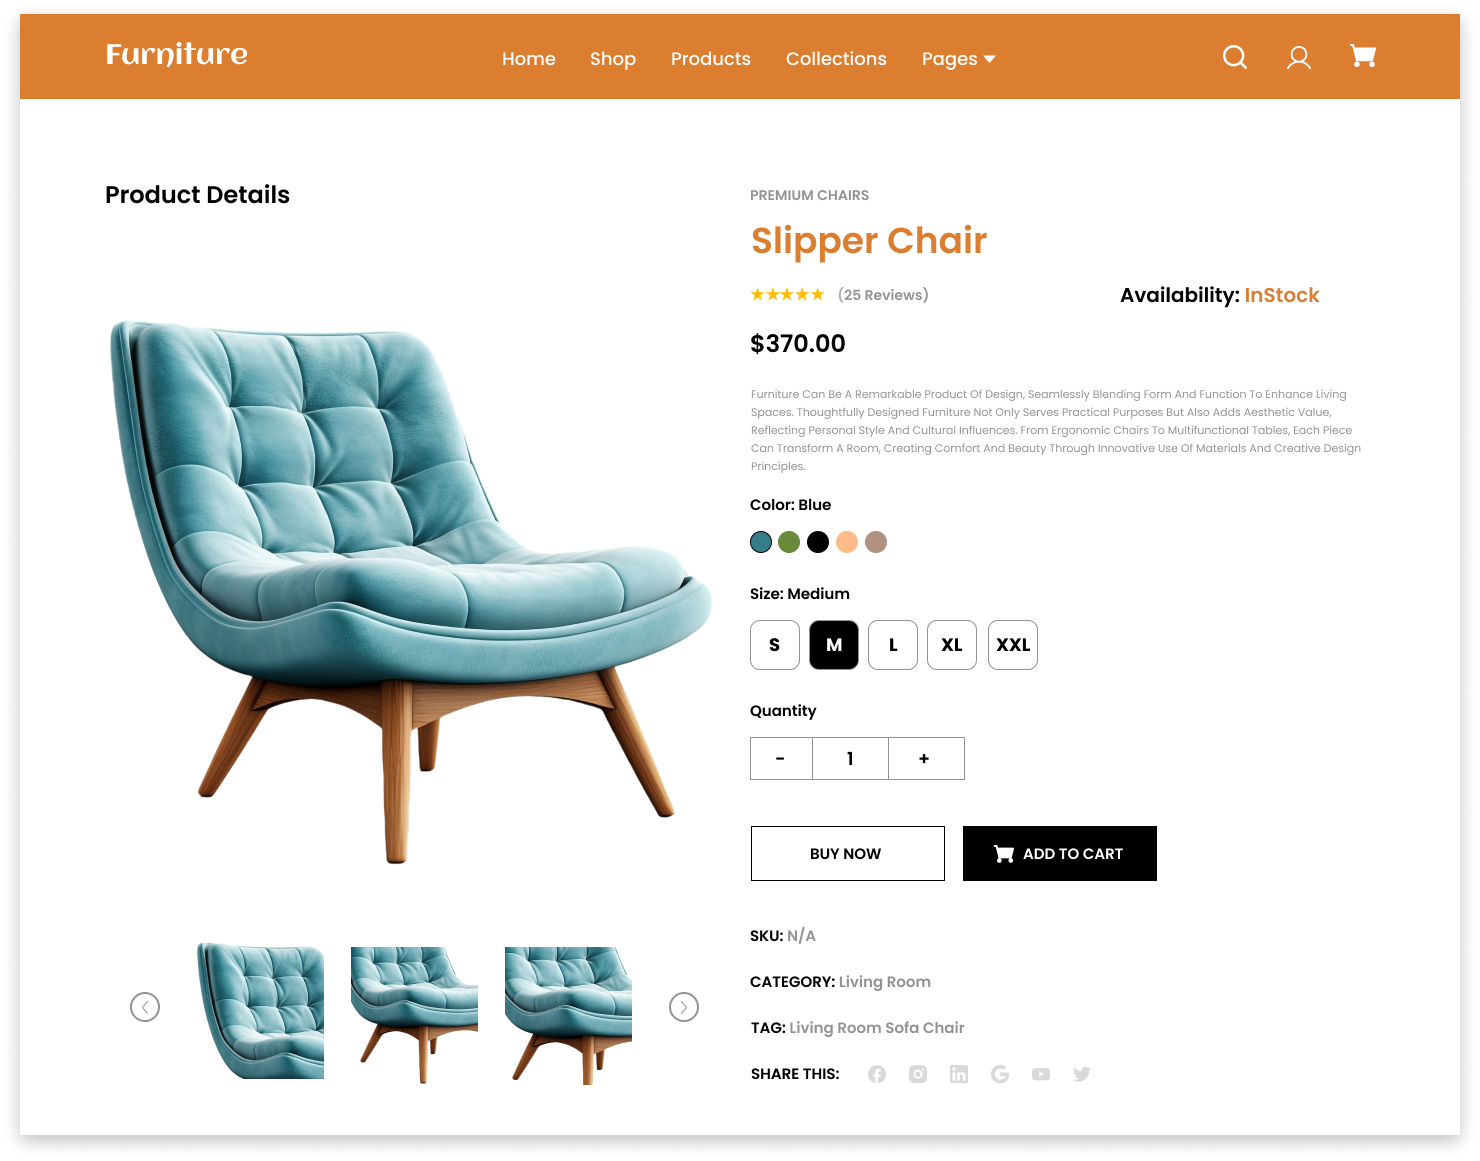 Furniture
Home Shop Products Collections Pages
Product Details
PREMIUM CHAIRS
Slipper Chair
(25 Reviews)
Availability: InStock
$370.00
Furniture Can Be A Remarkable Product Of Design, Seamlessly Blending Form And Function To Enhance Living
Spaces. Thoughtfully Designed Furniture Not Only Serves Practical Purposes But Also Adds Aesthetic Value,
Reflecting Personal Style And Cultural Influences. From Ergonomic Chairs To Multifunctional Tables, Each Piece
Can Transform A Room, Creating Comfort And Beauty Through Innovative Use Of Materials And Creative Design
Principles.
Color: Blue
Size: Medium
S M L XL XXL
Quantity
- 1 +
BUY NOW
ADD TO CART
SKU: N/A
CATEGORY: Living Room
TAG: Living Room Sofa Chair
SHARE THIS: